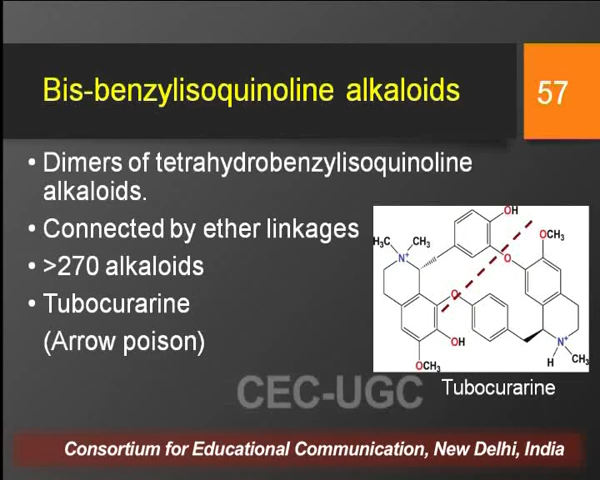 Bis-benzylisoquinoline alkaloids
57
• Dimers of tetrahydrobenzylisoquinoline
alkaloids.
• Connected by ether linkages
• >270 alkaloids
• Tubocurarine
(Arrow poison)
OH
H₃C CH₃
N⁺
OCH₃
O
O
OH
OCH₃
N⁺
H
CH₃
Tubocurarine
CEC-UGC
Consortium for Educational Communication, New Delhi, India